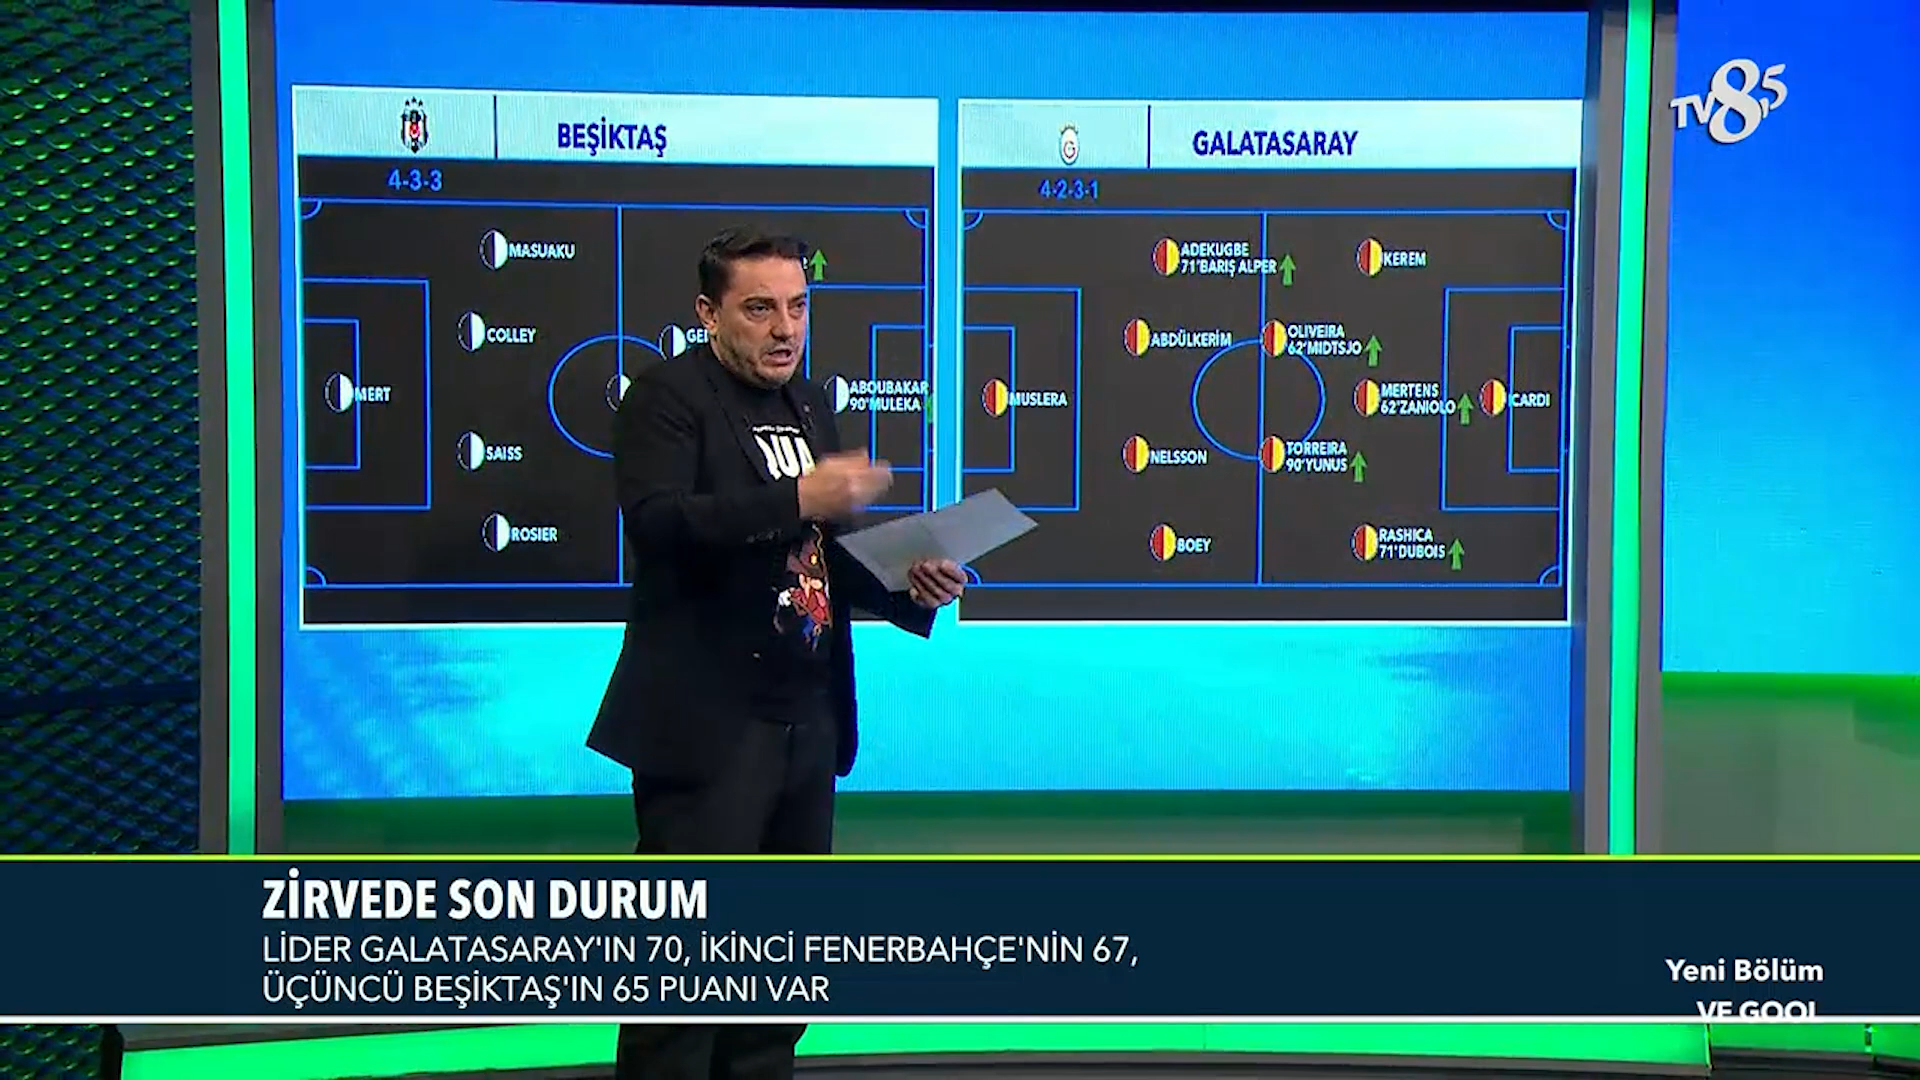 TV8,5
BEŞİKTAŞ
4-3-3
MASUAKU
COLLEY
MERT
SAISS
ROSIER
ABOUBAKAR
90'MULEKA
GALATASARAY
4-2-3-1
ADEKUGBE
71'BARIŞ ALPER
KEREM
ABDÜLKERİM
OLIVEIRA
62'MIDTSJO
MUSLERA
MERTENS
62'ZANIOLO
ICARDI
NELSSON
TORREIRA
90'YUNUS
BOEY
RASHICA
71'DUBOIS
ZİRVEDE SON DURUM
LİDER GALATASARAY'IN 70, İKİNCİ FENERBAHÇE'NİN 67,
ÜÇÜNCÜ BEŞİKTAŞ'IN 65 PUANI VAR
Yeni Bölüm
VE GOOL